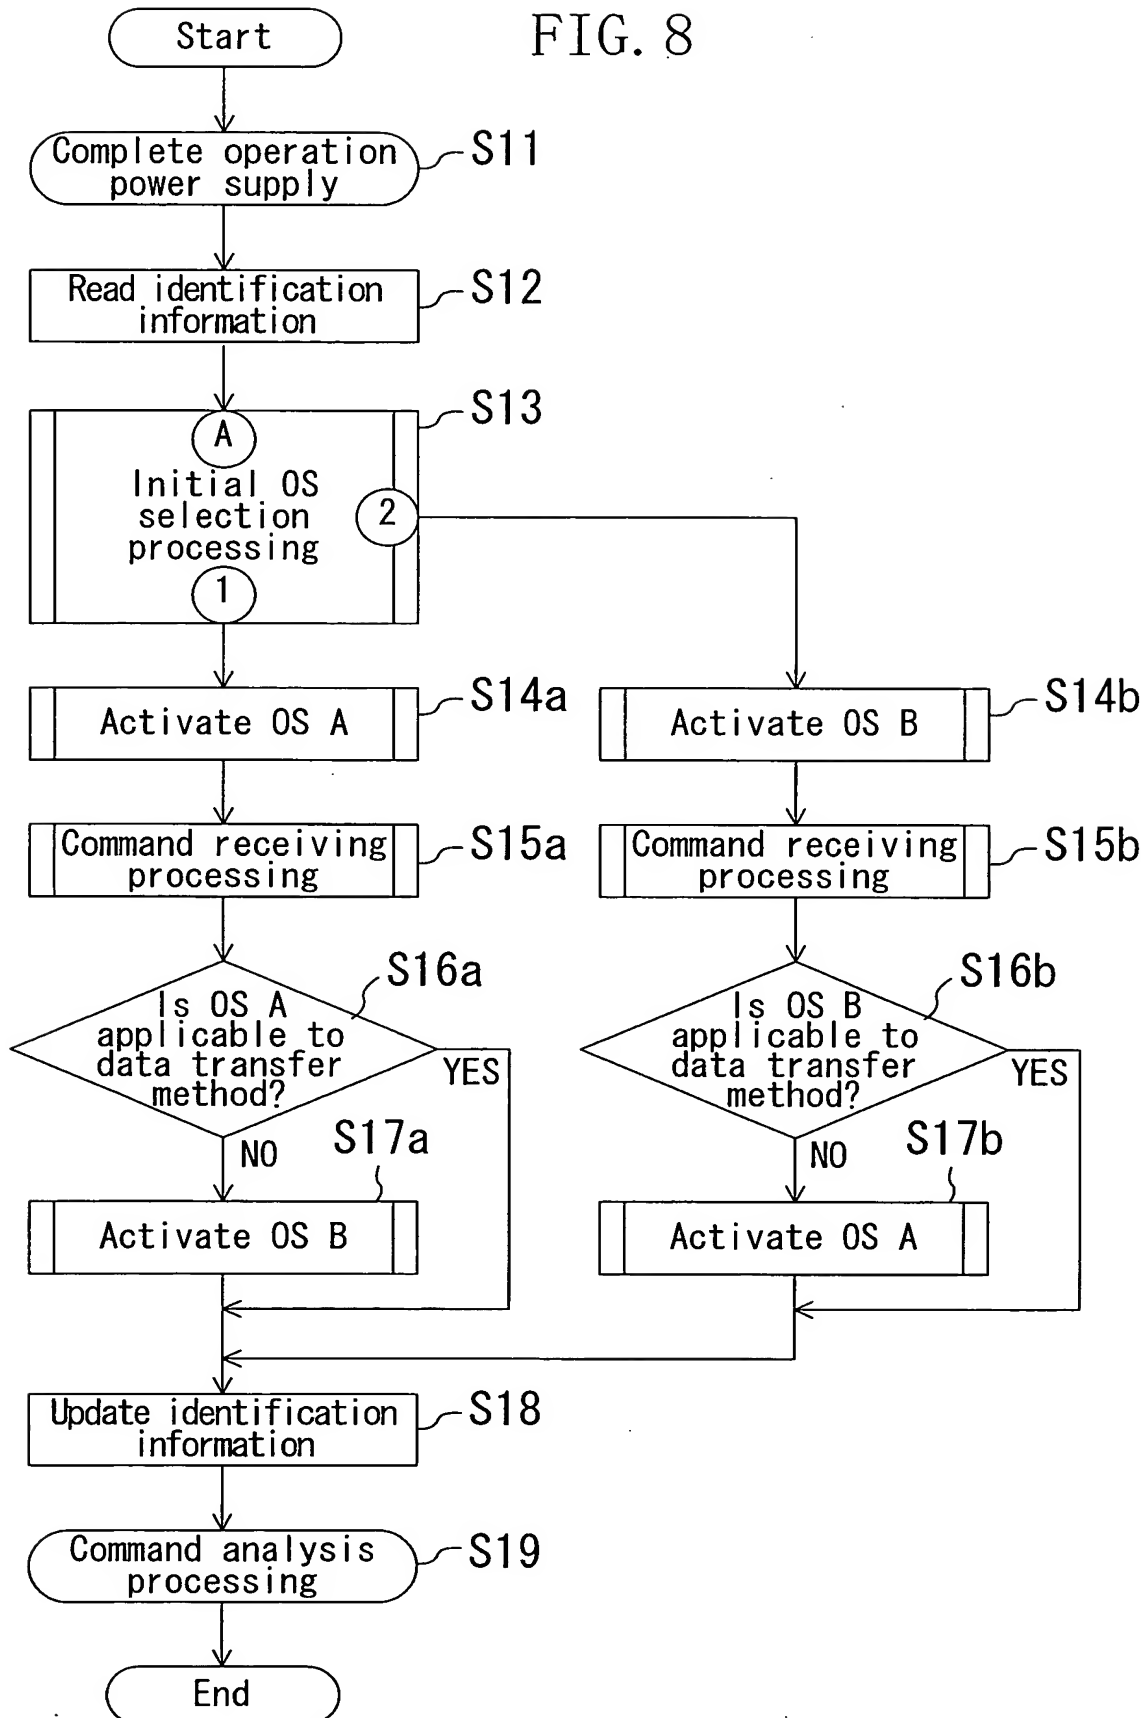 FIG. 8
Start
Complete operation
power supply
S11
Read identification
information
S12
S13
A
Initial OS
selection
processing
2
1
Activate OS A
S14a
Activate OS B
S14b
Command receiving
processing
S15a
Command receiving
processing
S15b
S16a
Is OS A
applicable to
data transfer
method?
YES
NO
S16b
Is OS B
applicable to
data transfer
method?
YES
NO
S17a
Activate OS B
S17b
Activate OS A
Update identification
information
S18
Command analysis
processing
S19
End